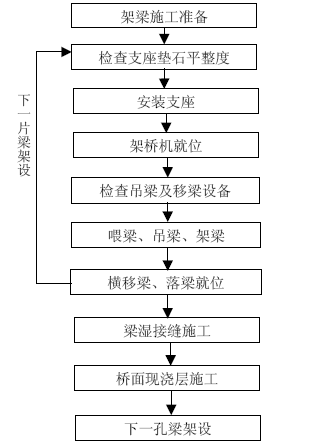 架梁施工准备
检查支座垫石平整度
安装支座
架桥机就位
检查吊梁及移梁设备
喂梁、吊梁、架梁
横移梁、落梁就位
梁湿接缝施工
桥面现浇层施工
下一孔梁架设
下一片梁架设